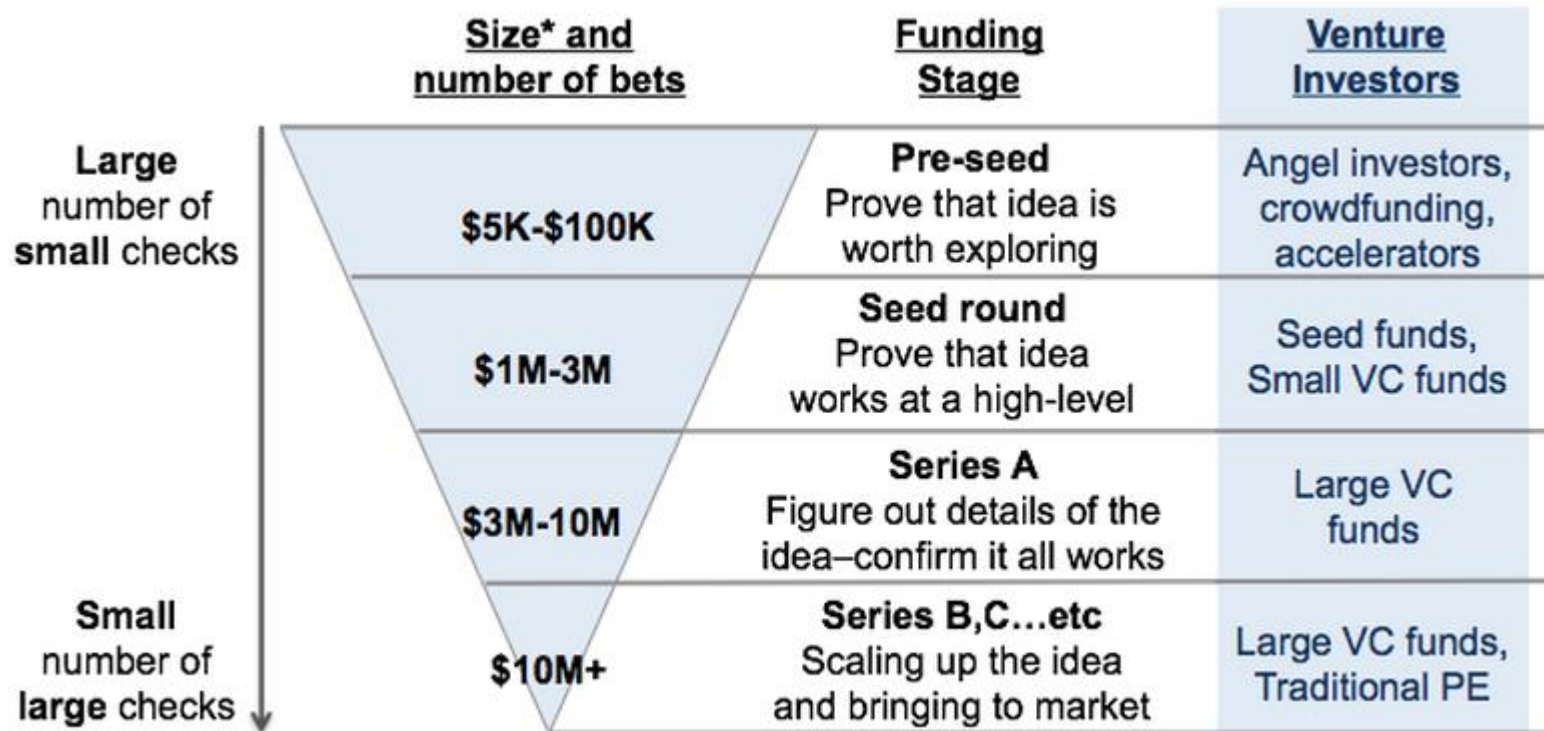 Size* and
number of bets
Funding
Stage
Venture
Investors
Large
number of
small checks
$5K-$100K
Pre-seed
Prove that idea is
worth exploring
Angel investors,
crowdfunding,
accelerators
$1M-3M
Seed round
Prove that idea
works at a high-level
Seed funds,
Small VC funds
$3M-10M
Series A
Figure out details of the
idea–confirm it all works
Large VC
funds
Small
number of
large checks
$10M+
Series B,C...etc
Scaling up the idea
and bringing to market
Large VC funds,
Traditional PE